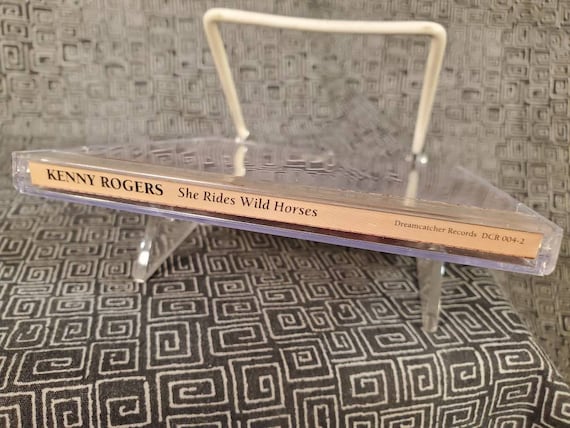 KENNY ROGERS She Rides Wild Horses Dreamcatcher Records DCR 004-2